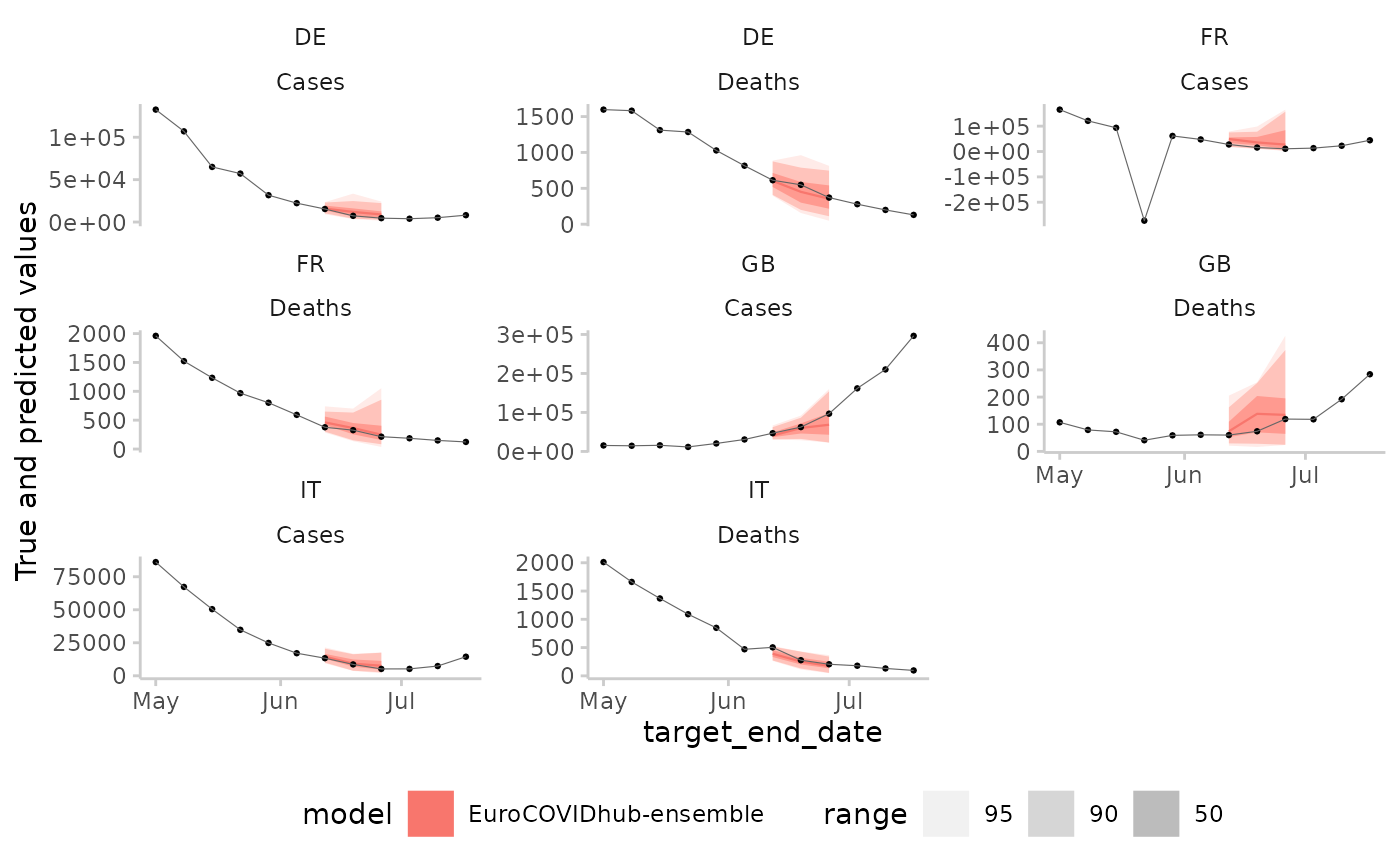 DE
Cases
1e+05
5e+04
0e+00
DE
Deaths
1500
1000
500
0
FR
Cases
1e+05
0e+00
-1e+05
-2e+05
True and predicted values
FR
Deaths
2000
1500
1000
500
0
GB
Cases
3e+05
2e+05
1e+05
0e+00
GB
Deaths
400
300
200
100
0
May Jun Jul
IT
Cases
75000
50000
25000
0
May Jun Jul
IT
Deaths
2000
1500
1000
500
0
May Jun Jul
target_end_date
model EuroCOVIDhub-ensemble range 95 90 50